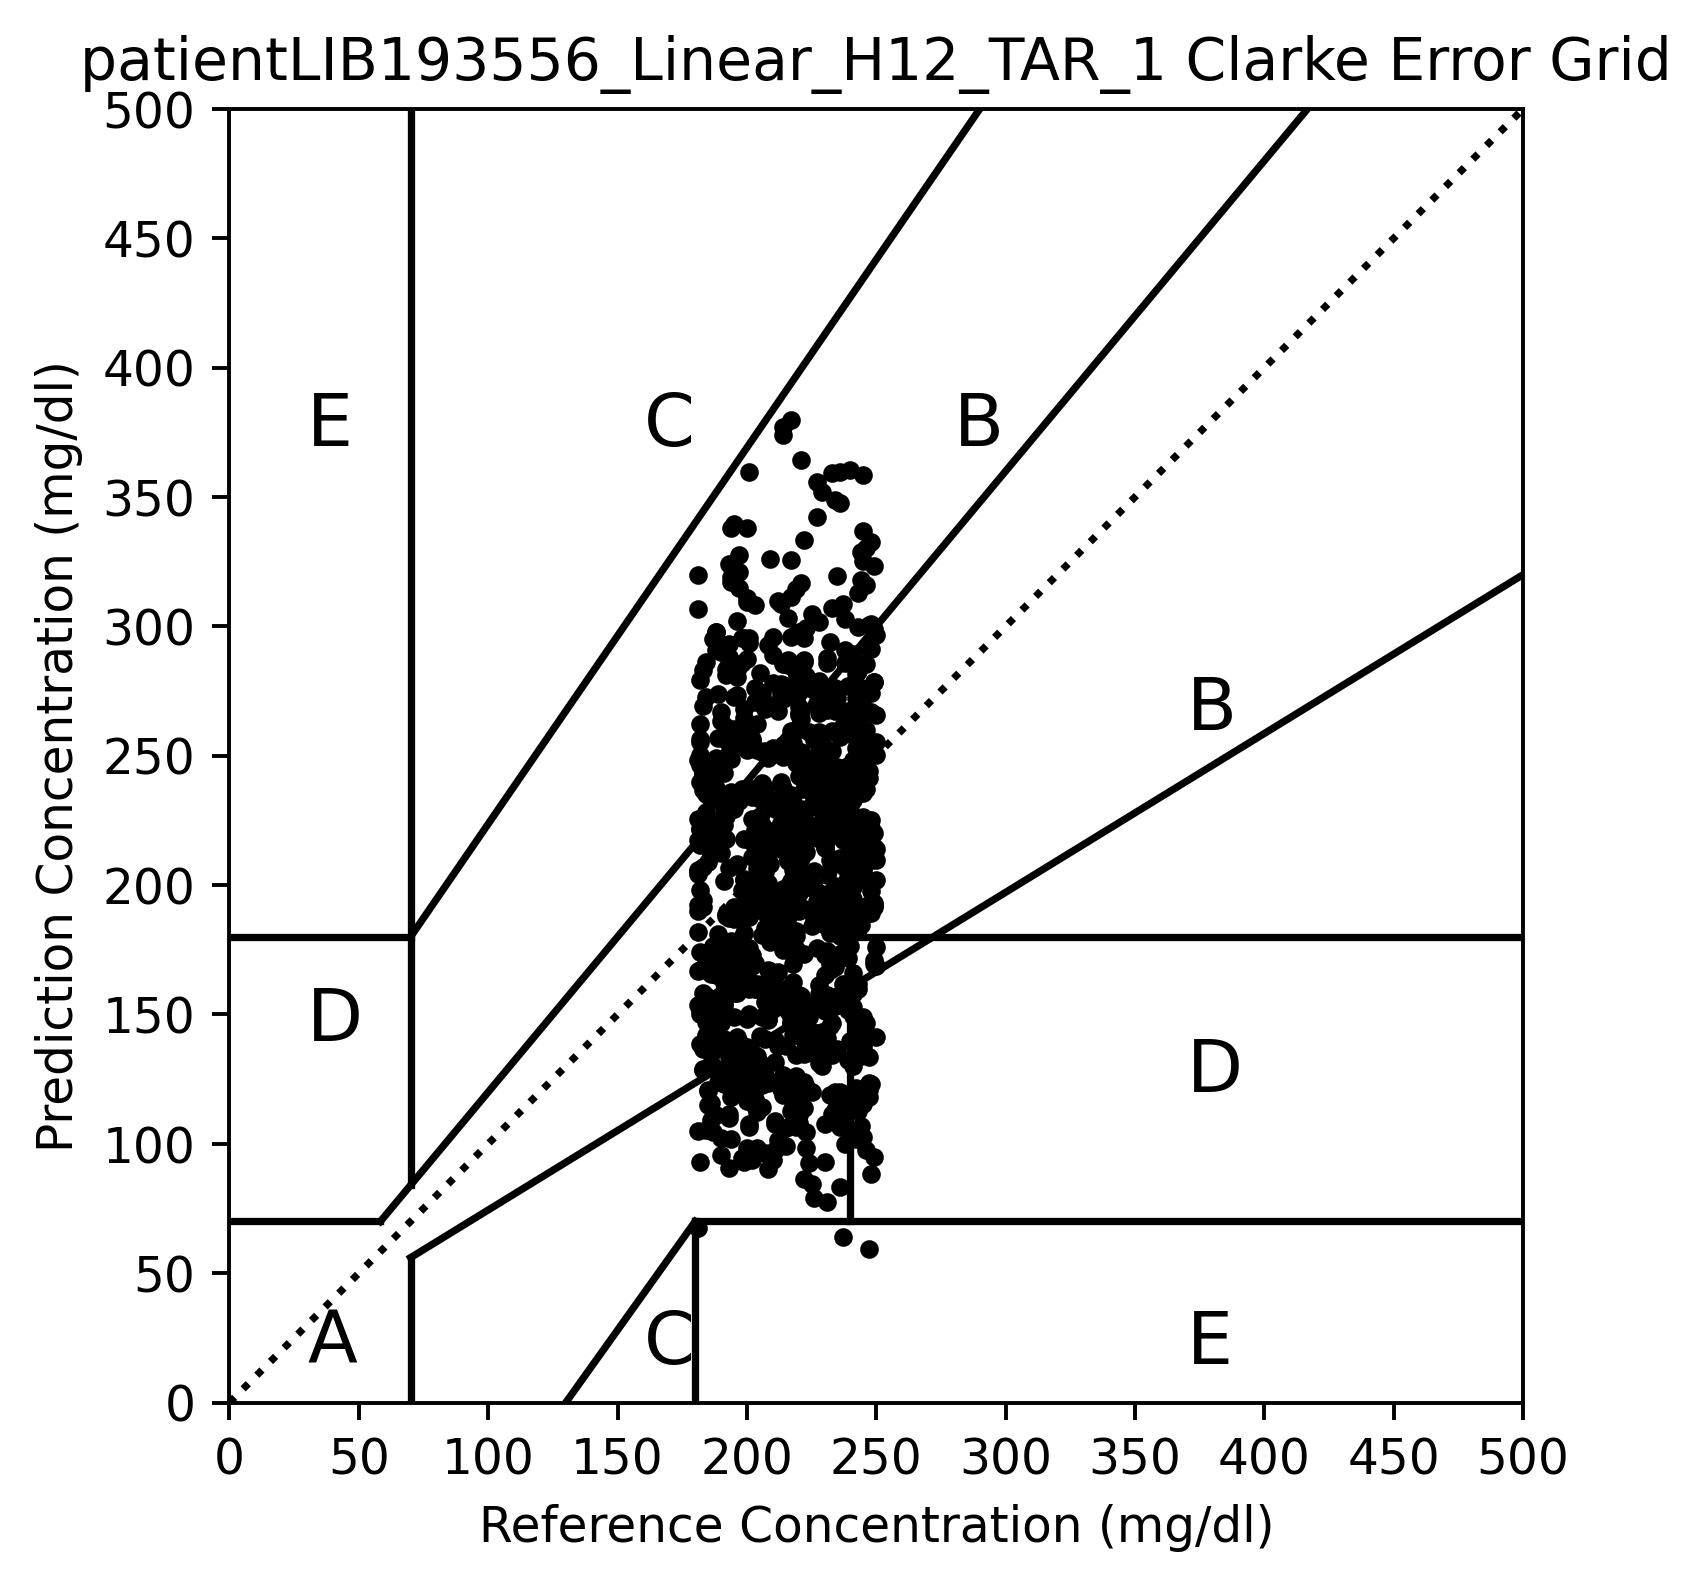 patientLIB193556_Linear_H12_TAR_1 Clarke Error Grid
500
450
400
350
300
250
200
150
100
50
0
Prediction Concentration (mg/dl)
E
C
B
B
D
D
A
C
E
0 50 100 150 200 250 300 350 400 450 500
Reference Concentration (mg/dl)